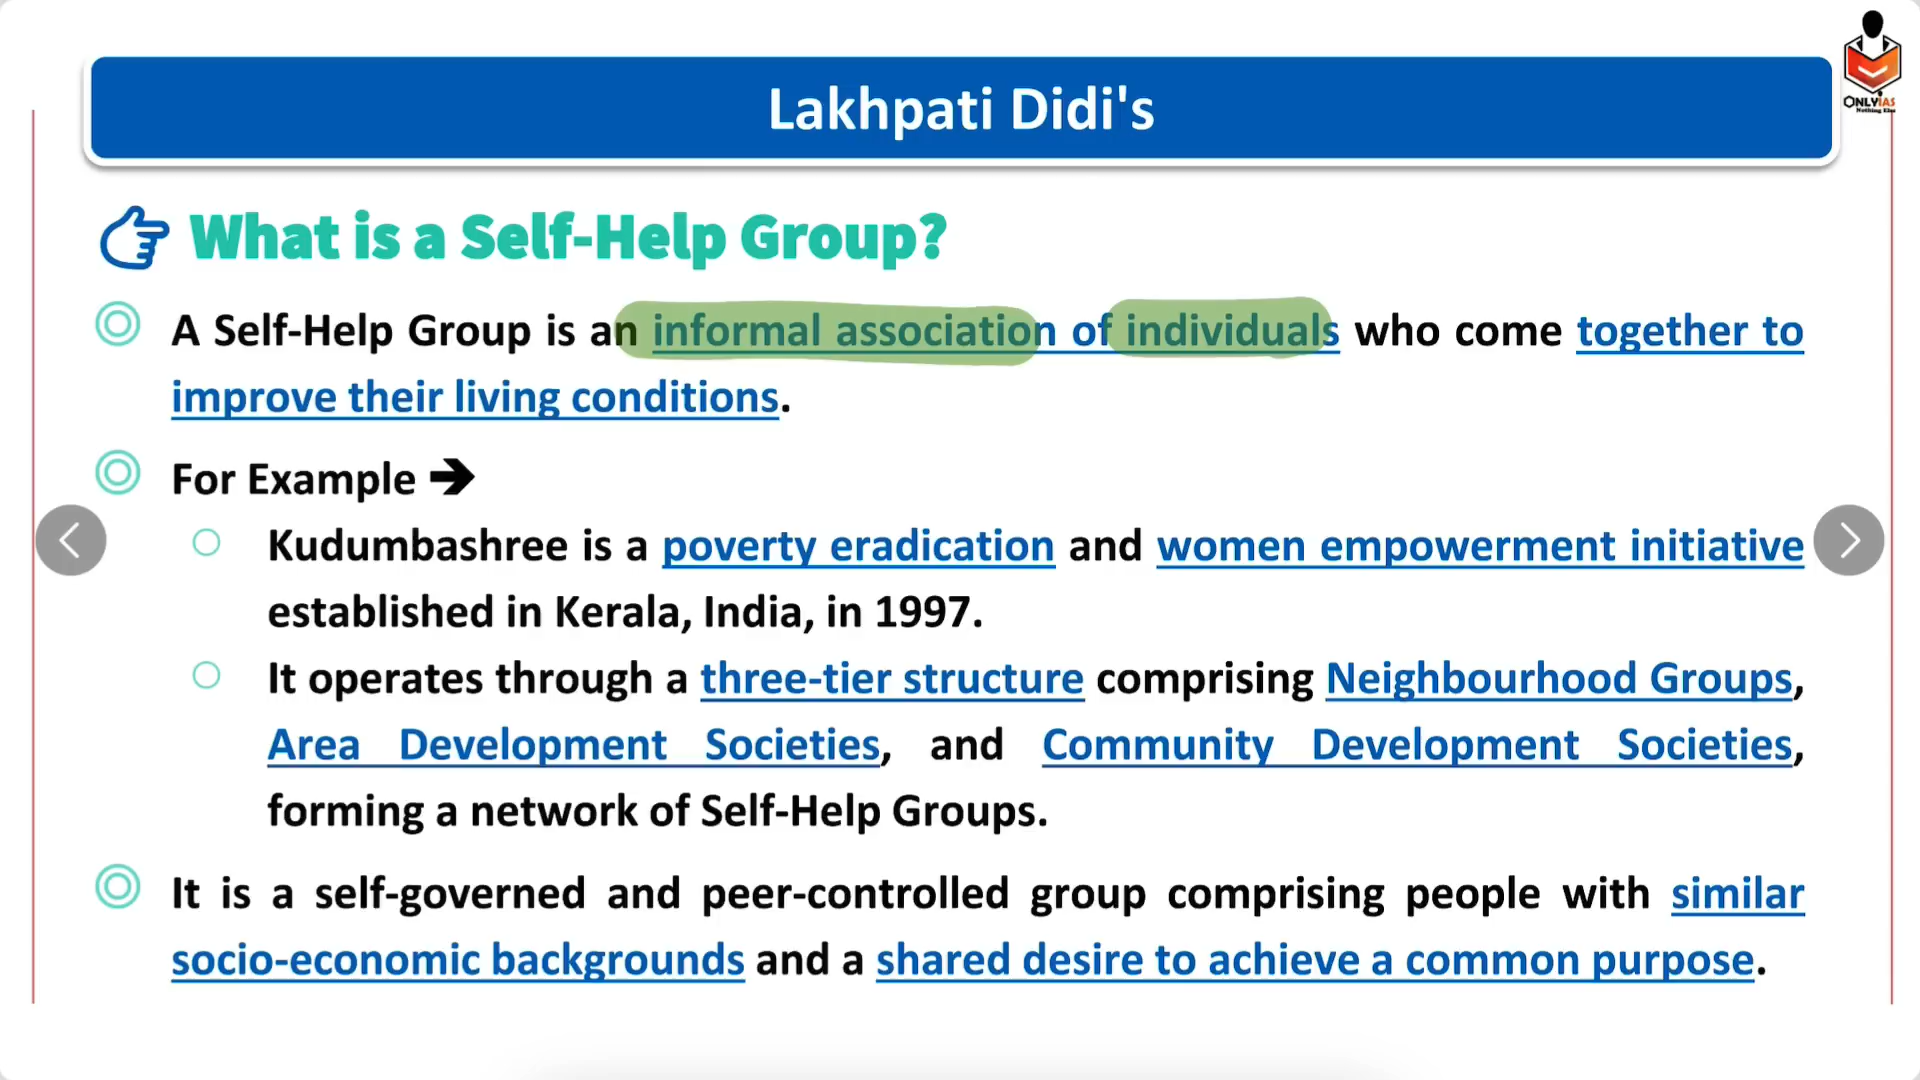 Lakhpati Didi's
ONLYIAS
Nothing Else
What is a Self-Help Group?
A Self-Help Group is an informal association of individuals who come together to
improve their living conditions.
For Example ➔
Kudumbashree is a poverty eradication and women empowerment initiative
established in Kerala, India, in 1997.
It operates through a three-tier structure comprising Neighbourhood Groups,
Area Development Societies, and Community Development Societies,
forming a network of Self-Help Groups.
It is a self-governed and peer-controlled group comprising people with similar
socio-economic backgrounds and a shared desire to achieve a common purpose.